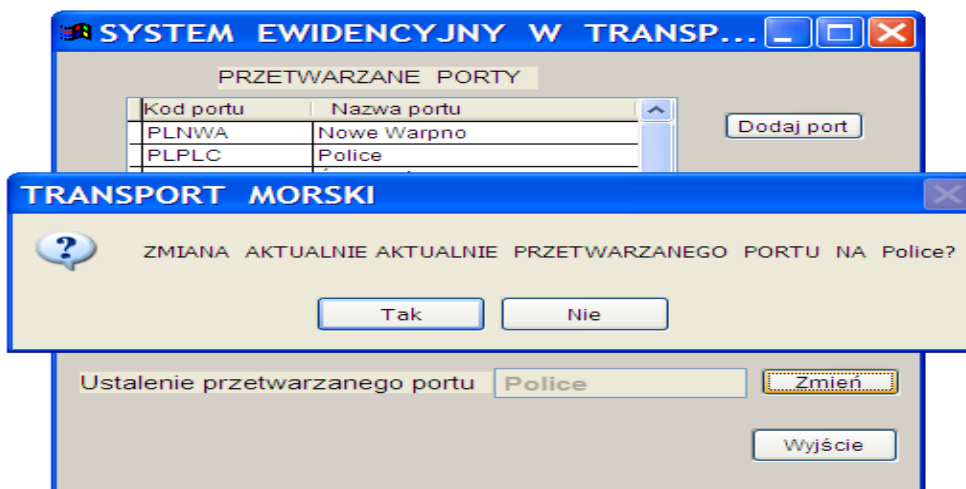 SYSTEM EWIDENCYJNY W TRANSP...
PRZETWARZANE PORTY
Kod portu Nazwa portu
PLNWA Nowe Warpno
Dodaj port
PLPLC Police
TRANSPORT MORSKI
ZMIANA AKTUALNIE AKTUALNIE PRZETWARZANEGO PORTU NA Police?
Tak Nie
Ustalenie przetwarzanego portu Police Zmień
Wyjście